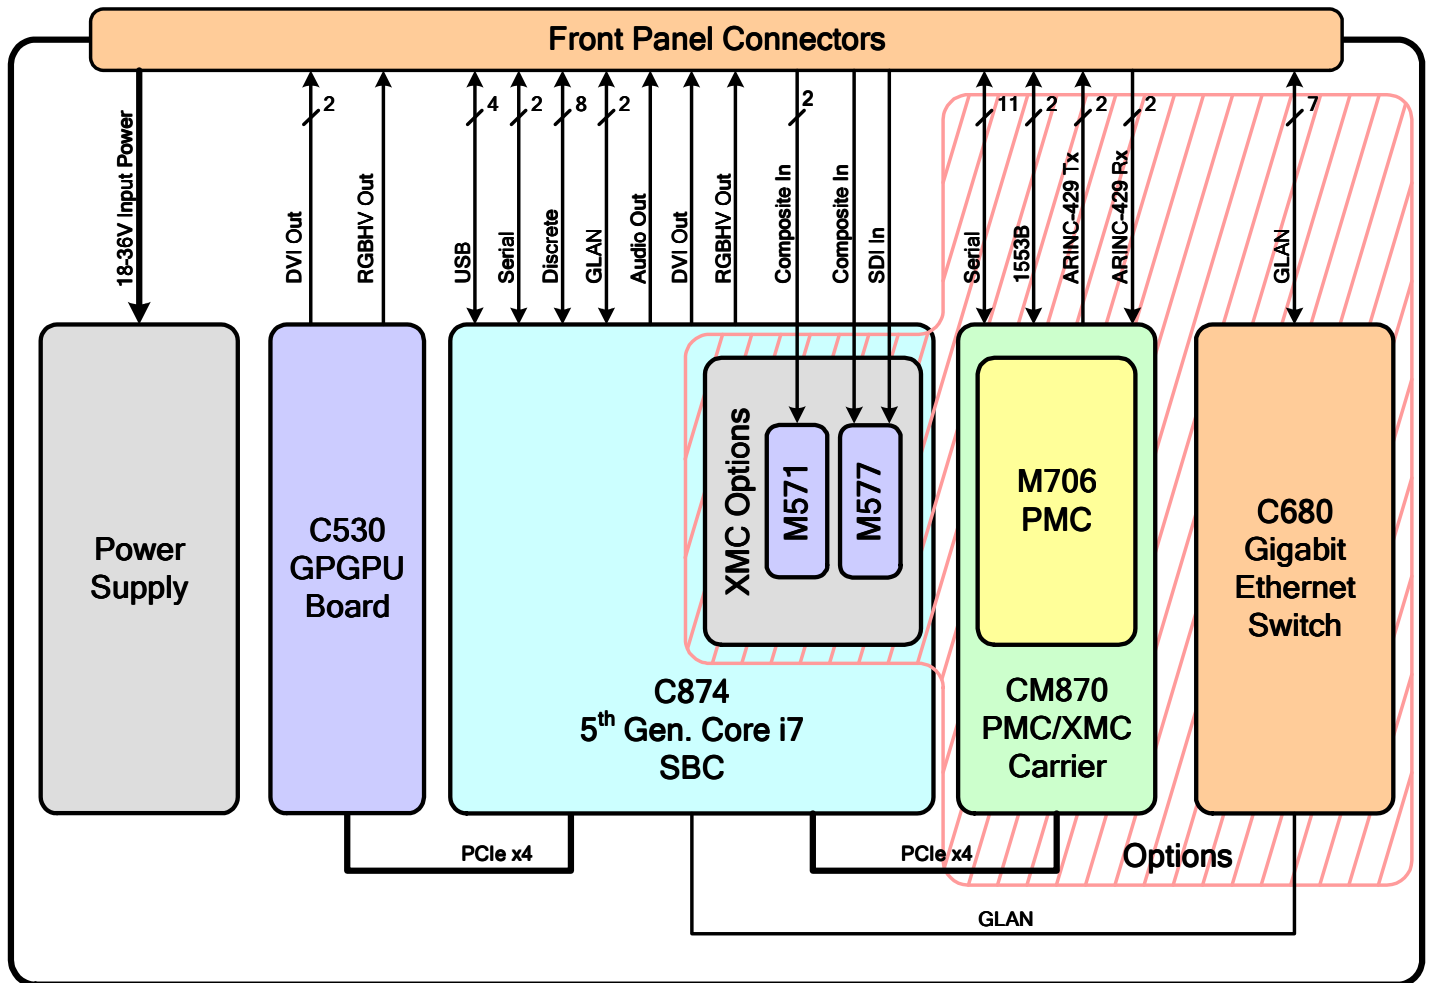 Front Panel Connectors
2
4
2
8
2
2
11
2
2
2
7
18-36V Input Power
DVI Out
RGBHV Out
USB
Serial
Discrete
GLAN
Audio Out
DVI Out
RGBHV Out
Composite In
Composite In
SDI In
Serial
1553B
ARINC-429 Tx
ARINC-429 Rx
GLAN
Power
Supply
C530
GPGPU
Board
XMC Options
M571
M577
C874
5th Gen. Core i7
SBC
M706
PMC
CM870
PMC/XMC
Carrier
C680
Gigabit
Ethernet
Switch
PCIe x4
PCIe x4
Options
GLAN